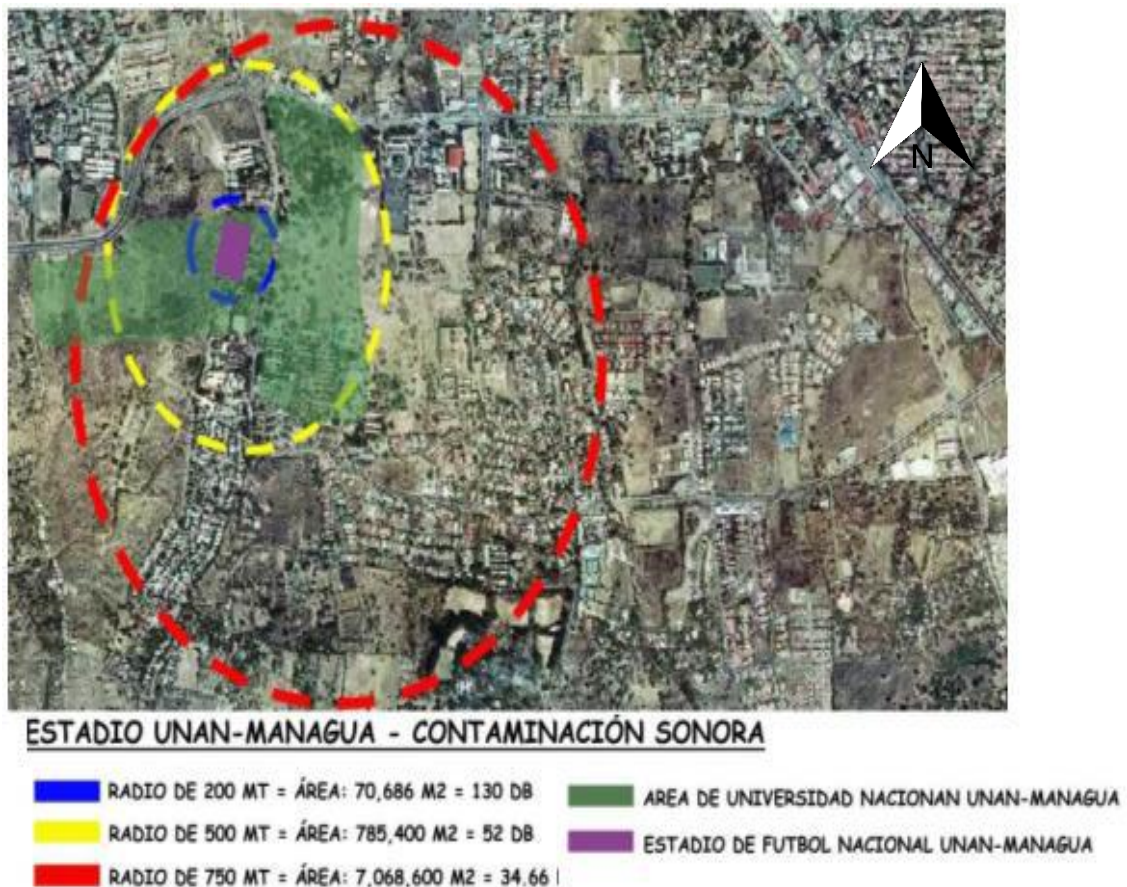 N
ESTADIO UNAN-MANAGUA - CONTAMINACIÓN SONORA
RADIO DE 200 MT = ÁREA: 70,686 M2 = 130 DB
RADIO DE 500 MT = ÁREA: 785,400 M2 = 52 DB
RADIO DE 750 MT = ÁREA: 7,068,600 M2 = 34.66
AREA DE UNIVERSIDAD NACIONAN UNAN-MANAGUA
ESTADIO DE FUTBOL NACIONAL UNAN-MANAGUA